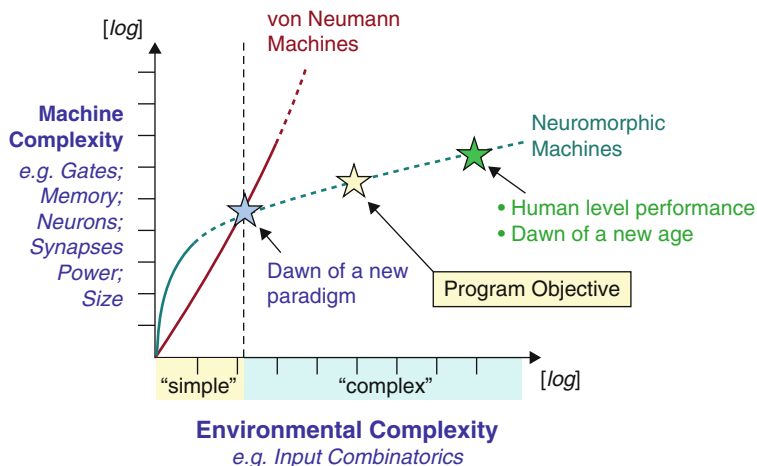 [log]
von Neumann
Machines
Machine
Complexity
e.g. Gates;
Memory;
Neurons;
Synapses
Power;
Size
Neuromorphic
Machines
• Human level performance
• Dawn of a new age
Dawn of a new
paradigm
Program Objective
"simple"
"complex"
[log]
Environmental Complexity
e.g. Input Combinatorics